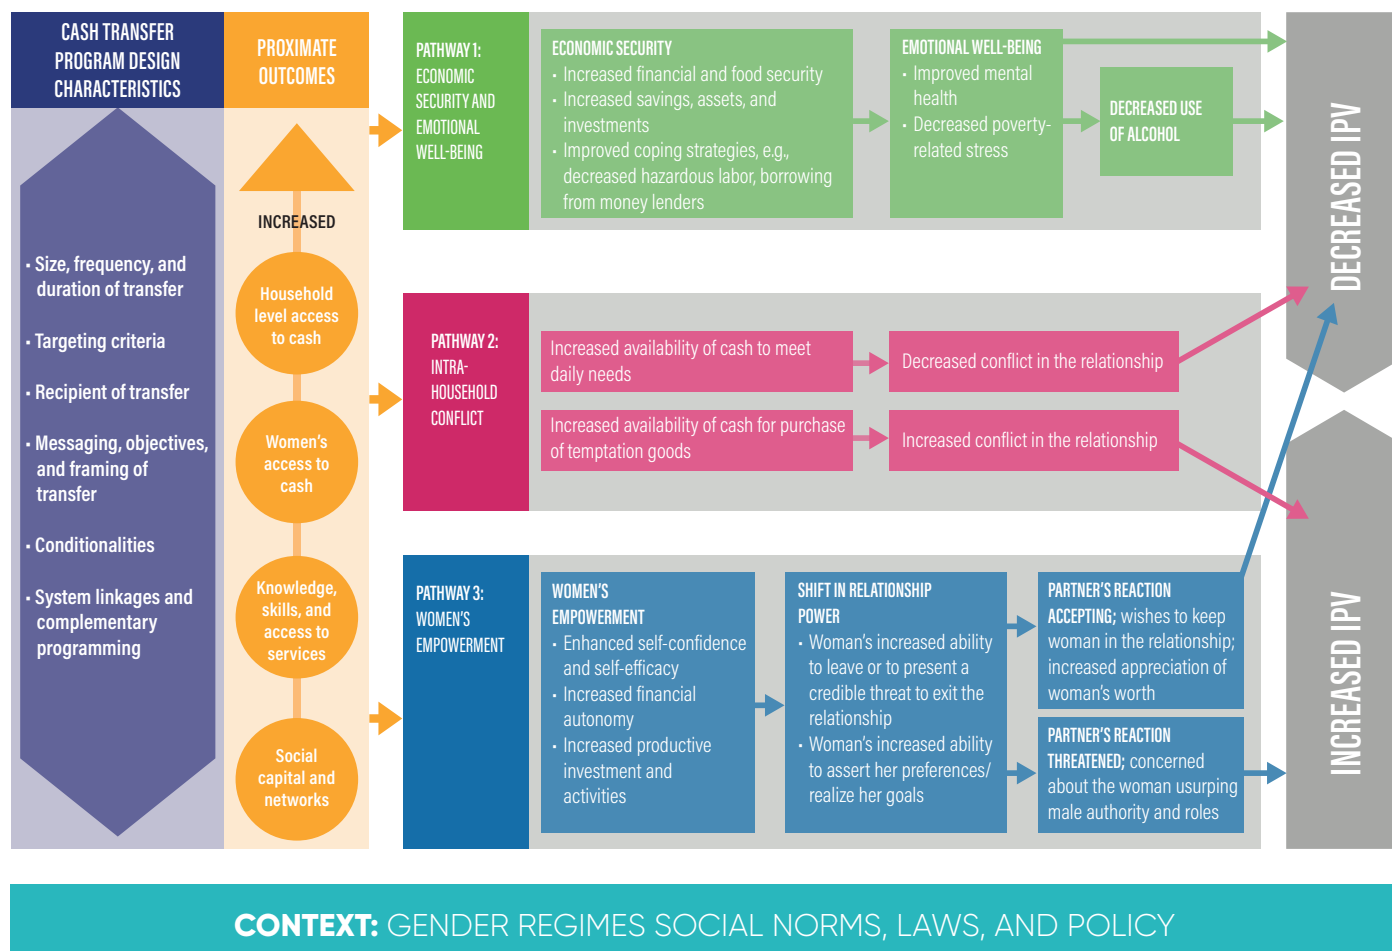 CASH TRANSFER
PROGRAM DESIGN
CHARACTERISTICS
• Size, frequency, and
duration of transfer
• Targeting criteria
• Recipient of transfer
• Messaging, objectives,
and framing of
transfer
• Conditionalities
• System linkages and
complementary
programming
PROXIMATE
OUTCOMES
INCREASED
Household
level access
to cash
Women's
access to
cash
Knowledge,
skills, and
access to
services
Social
capital and
networks
PATHWAY 1:
ECONOMIC
SECURITY AND
EMOTIONAL
WELL-BEING
ECONOMIC SECURITY
• Increased financial and food security
• Increased savings, assets, and
investments
• Improved coping strategies, e.g.,
decreased hazardous labor, borrowing
from money lenders
EMOTIONAL WELL-BEING
• Improved mental
health
• Decreased poverty-
related stress
DECREASED USE
OF ALCOHOL
PATHWAY 2:
INTRA-
HOUSEHOLD
CONFLICT
Increased availability of cash to meet
daily needs
Decreased conflict in the relationship
Increased availability of cash for purchase
of temptation goods
Increased conflict in the relationship
PATHWAY 3:
WOMEN'S
EMPOWERMENT
WOMEN'S
EMPOWERMENT
• Enhanced self-confidence
and self-efficacy
• Increased financial
autonomy
• Increased productive
investment and
activities
SHIFT IN RELATIONSHIP
POWER
• Woman's increased ability
to leave or to present a
credible threat to exit the
relationship
• Woman's increased ability
to assert her preferences/
realize her goals
PARTNER'S REACTION
ACCEPTING; wishes to keep
woman in the relationship;
increased appreciation of
woman's worth
PARTNER'S REACTION
THREATENED; concerned
about the woman usurping
male authority and roles
DECREASED IPV
INCREASED IPV
CONTEXT: GENDER REGIMES SOCIAL NORMS, LAWS, AND POLICY